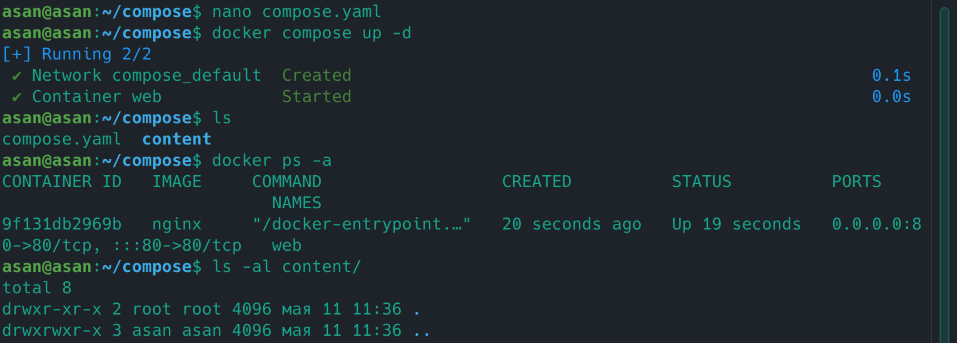 asan@asan:~/compose$ nano compose.yaml
asan@asan:~/compose$ docker compose up -d
[+] Running 2/2
✔ Network compose_default  Created  0.1s
✔ Container web  Started  0.0s
asan@asan:~/compose$ ls
compose.yaml  content
asan@asan:~/compose$ docker ps -a
CONTAINER ID   IMAGE     COMMAND                  CREATED          STATUS          PORTS
NAMES
9f131db2969b   nginx     "/docker-entrypoint.…"   20 seconds ago   Up 19 seconds   0.0.0.0:8
0->80/tcp, :::80->80/tcp   web
asan@asan:~/compose$ ls -al content/
total 8
drwxr-xr-x 2 root root 4096 мая 11 11:36 .
drwxrwxr-x 3 asan asan 4096 мая 11 11:36 ..